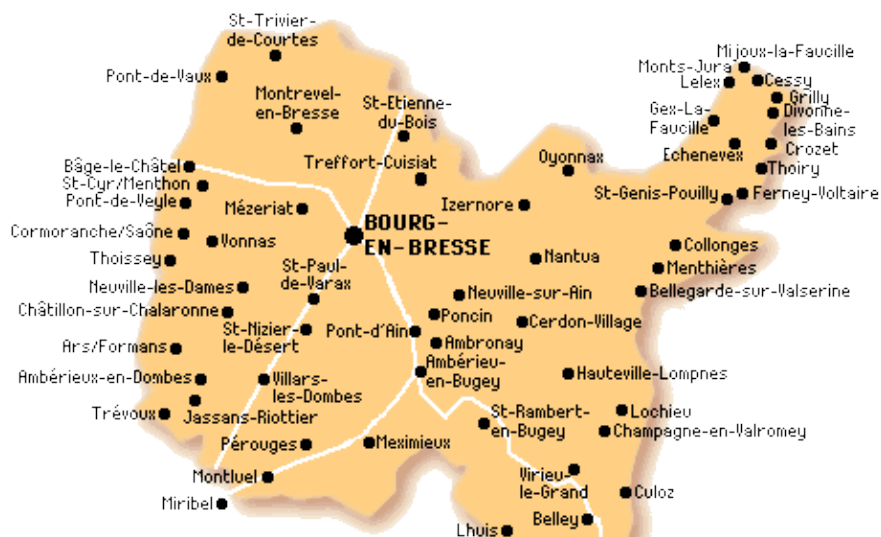 St-Trivier-
de-Courtes
Mijoux-la-Faucille
Monts-Jura
Pont-de-Vaux
Lelex
Cessy
Montrevel-
en-Bresse
Grilly
St-Etienne-
du-Bois
Gex-La-
Faucille
Divonne-
les-Bains
Echenevex
Crozet
Bâge-le-Châtel
Treffort-Cuisiat
Oyonnax
Thoiry
St-Cyr/Menthon
Pont-de-Veyle
St-Genis-Pouilly
Ferney-Voltaire
Mézeriat
Izernore
BOURG-
EN-BRESSE
Cormoranche/Saône
Vonnas
Collonges
Thoissey
St-Paul-
de-Varax
Nantua
Menthières
Neuville-les-Dames
Neuville-sur-Ain
Bellegarde-sur-Valserine
Châtillon-sur-Chalaronne
Poncin
St-Nizier-
le-Désert
Pont-d'Ain
Cerdon-Village
Ars/Formans
Ambronay
Ambérieu-
en-Bugey
Ambérieux-en-Dombes
Villars-
les-Dombes
Hauteville-Lompnes
Trévoux
Jassans-Riottier
St-Rambert-
en-Bugey
Lochieu
Pérouges
Meximieux
Champagne-en-Valromey
Montluel
Virieu-
le-Grand
Culoz
Miribel
Belley
Lhuis